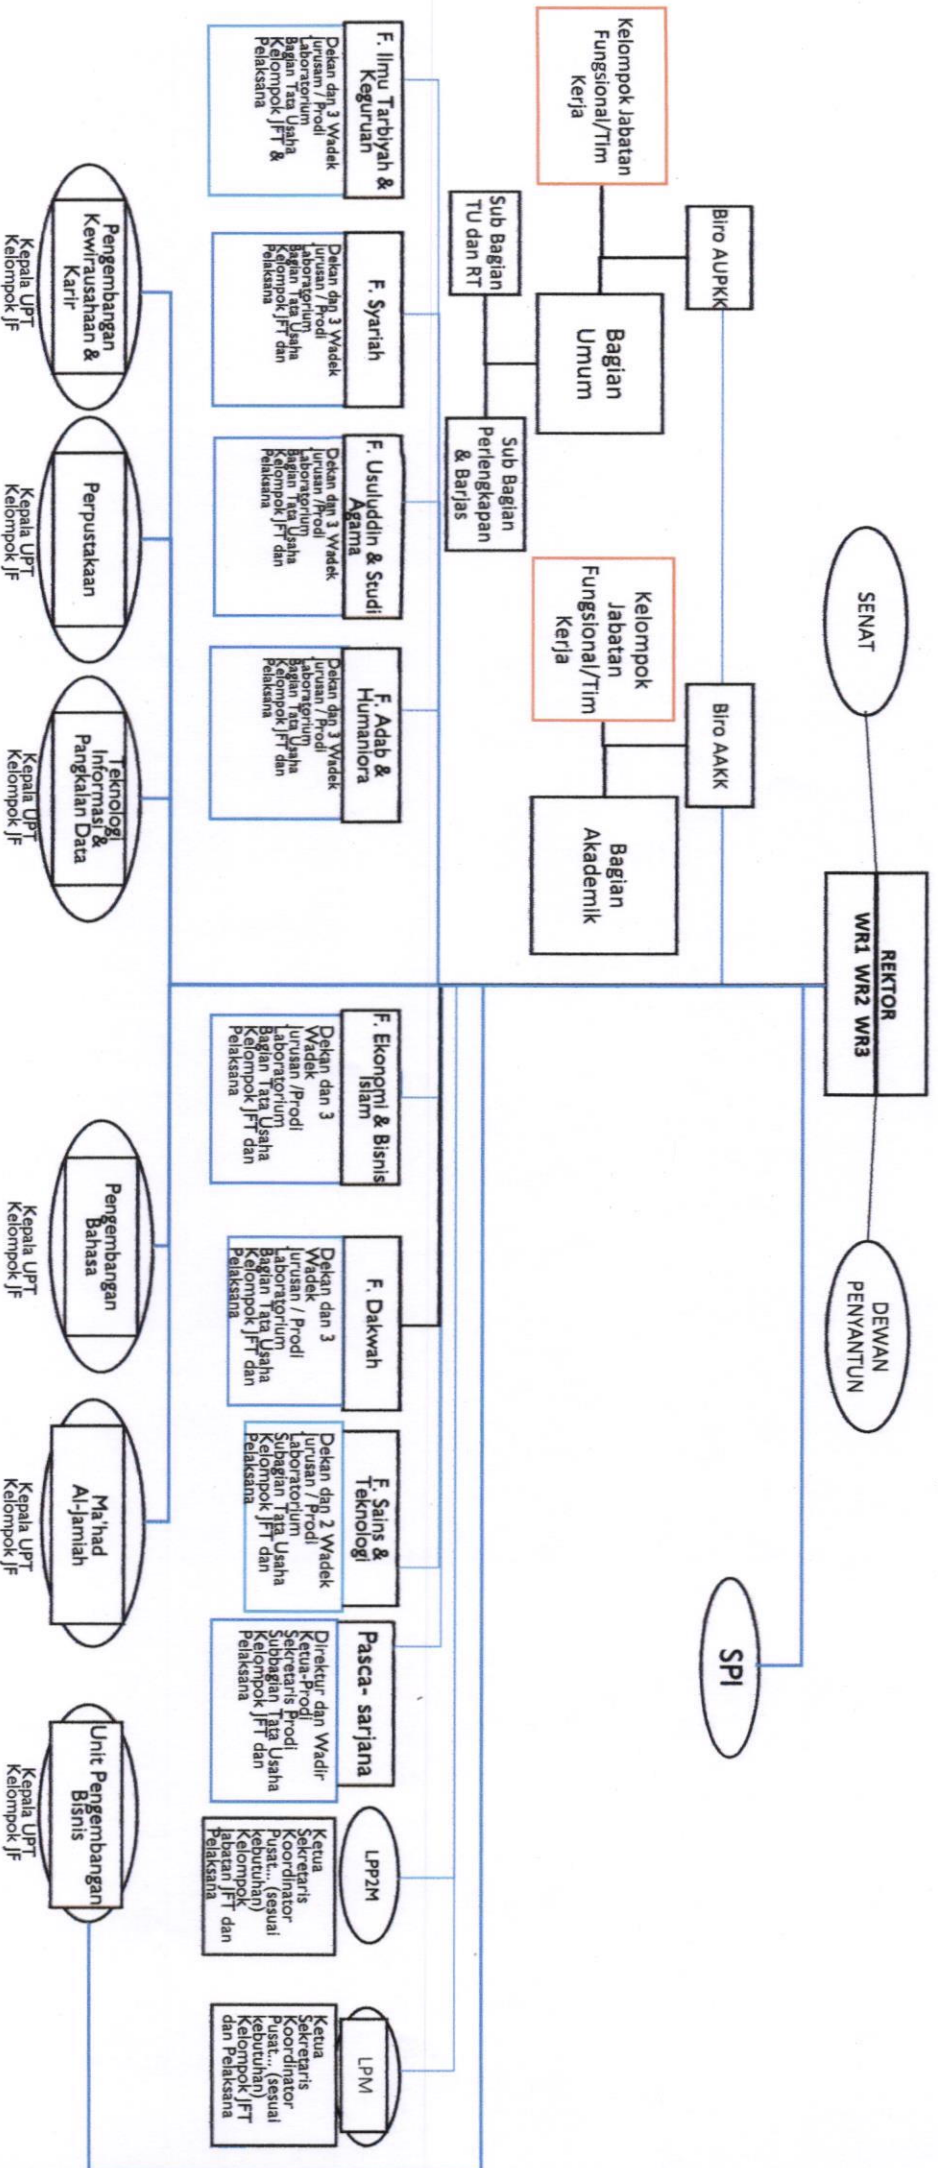 SENAT
REKTOR
WR1 WR2 WR3
DEWAN
PENYANTUN
SPI
Biro AUPKK
Biro AAKK
Kelompok Jabatan
Fungsional/Tim
Kerja
Bagian
Umum
Sub Bagian
TU dan RT
Sub Bagian
Perlengkapan
& Barjas
Kelompok
Jabatan
Fungsional/Tim
Kerja
Bagian
Akademik
F. Ilmu Tarbiyah &
Keguruan
Dekan dan 3 Wadek
Jurusam / Prodi
Laboratorium
Bagian Tata Usaha
Kelompok JFT &
Pelaksana
F. Syariah
Dekan dan 3 Wadek
Jurusan / Prodi
Laboratorium
Bagian Tata Usaha
Kelompok JFT dan
Pelaksana
F. Usuluddin & Studi
Agama
Dekan dan 3 Wadek
Jurusan /Prodi
Laboratorium
Bagian Tata Usaha
Kelompok JFT dan
Pelaksana
F. Adab &
Humaniora
Dekan dan 3 Wadek
Jurusan / Prodi
Laboratorium
Bagian Tata Usaha
Kelompok JFT dan
Pelaksana
F. Ekonomi & Bisnis
Islam
Dekan dan 3
Wadek
Jurusan /Prodi
Laboratorium
Bagian Tata Usaha
Kelompok JFT dan
Pelaksana
F. Dakwah
Dekan dan 3
Wadek
Jurusan / Prodi
Laboratorium
Bagian Tata Usaha
Kelompok JFT dan
Pelaksana
F. Sains &
Teknologi
Dekan dan 2 Wadek
Jurusan / Prodi
Laboratorium
Subagian Tata Usaha
Kelompok JFT dan
Pelaksana
Pasca- sarjana
Direktur dan Wadir
Ketua-Prodi
Sekretaris Prodi
Subbagian Tata Usaha
Kelompok JFT dan
Pelaksana
LPP2M
Ketua
Sekretaris
Koordinator
Pusat... (sesuai
kebutuhan)
Kelompok
Jabatan JFT dan
Pelaksana
LPM
Ketua
Sekretaris
Koordinator
Pusat... (sesuai
kebutuhan)
Kelompok JFT
dan Pelaksana
Pengembangan
Kewirausahaan &
Karir
Kepala UPT
Kelompok JF
Perpustakaan
Kepala UPT
Kelompok JF
Teknologi
Informasi &
Pangkalan Data
Kepala UPT
Kelompok JF
Pengembangan
Bahasa
Kepala UPT
Kelompok JF
Ma'had
Al-Jamiah
Kepala UPT
Kelompok JF
Unit Pengembangan
Bisnis
Kepala UPT
Kelompok JF